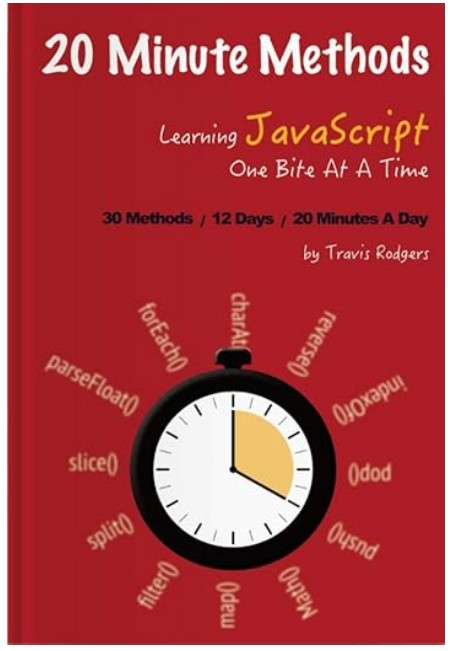 20 Minute Methods
Learning JavaScript
One Bite At A Time
30 Methods / 12 Days / 20 Minutes A Day
by Travis Rodgers
charAt
reverse()
indexOf()
pop()
push()
Math()
map()
filter()
split()
slice()
parseFloat()
forEach()